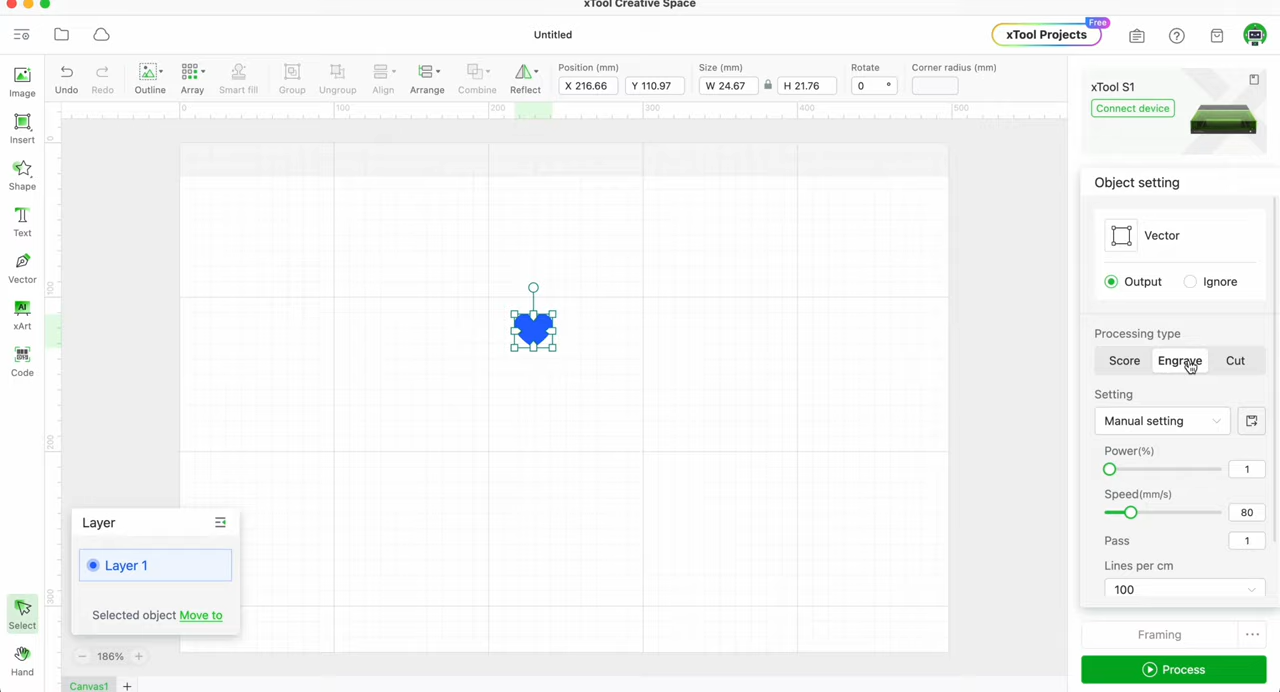 xTool Creative Space
Untitled
xTool Projects
Free
Image
Insert
Shape
Text
Vector
AI
xArt
Code
Select
Hand
Undo
Redo
Outline
Array
Smart fill
Group
Ungroup
Align
Arrange
Combine
Reflect
Position (mm)
X 216.66
Y 110.97
Size (mm)
W 24.67
H 21.76
Rotate
0 °
Corner radius (mm)
0
100
200
300
400
500
0
100
200
300
Layer
Layer 1
Selected object Move to
186%
Canvas1
xTool S1
Connect device
Object setting
Vector
Output
Ignore
Processing type
Score
Engrave
Cut
Setting
Manual setting
Power(%)
1
Speed(mm/s)
80
Pass
1
Lines per cm
100
Framing
Process